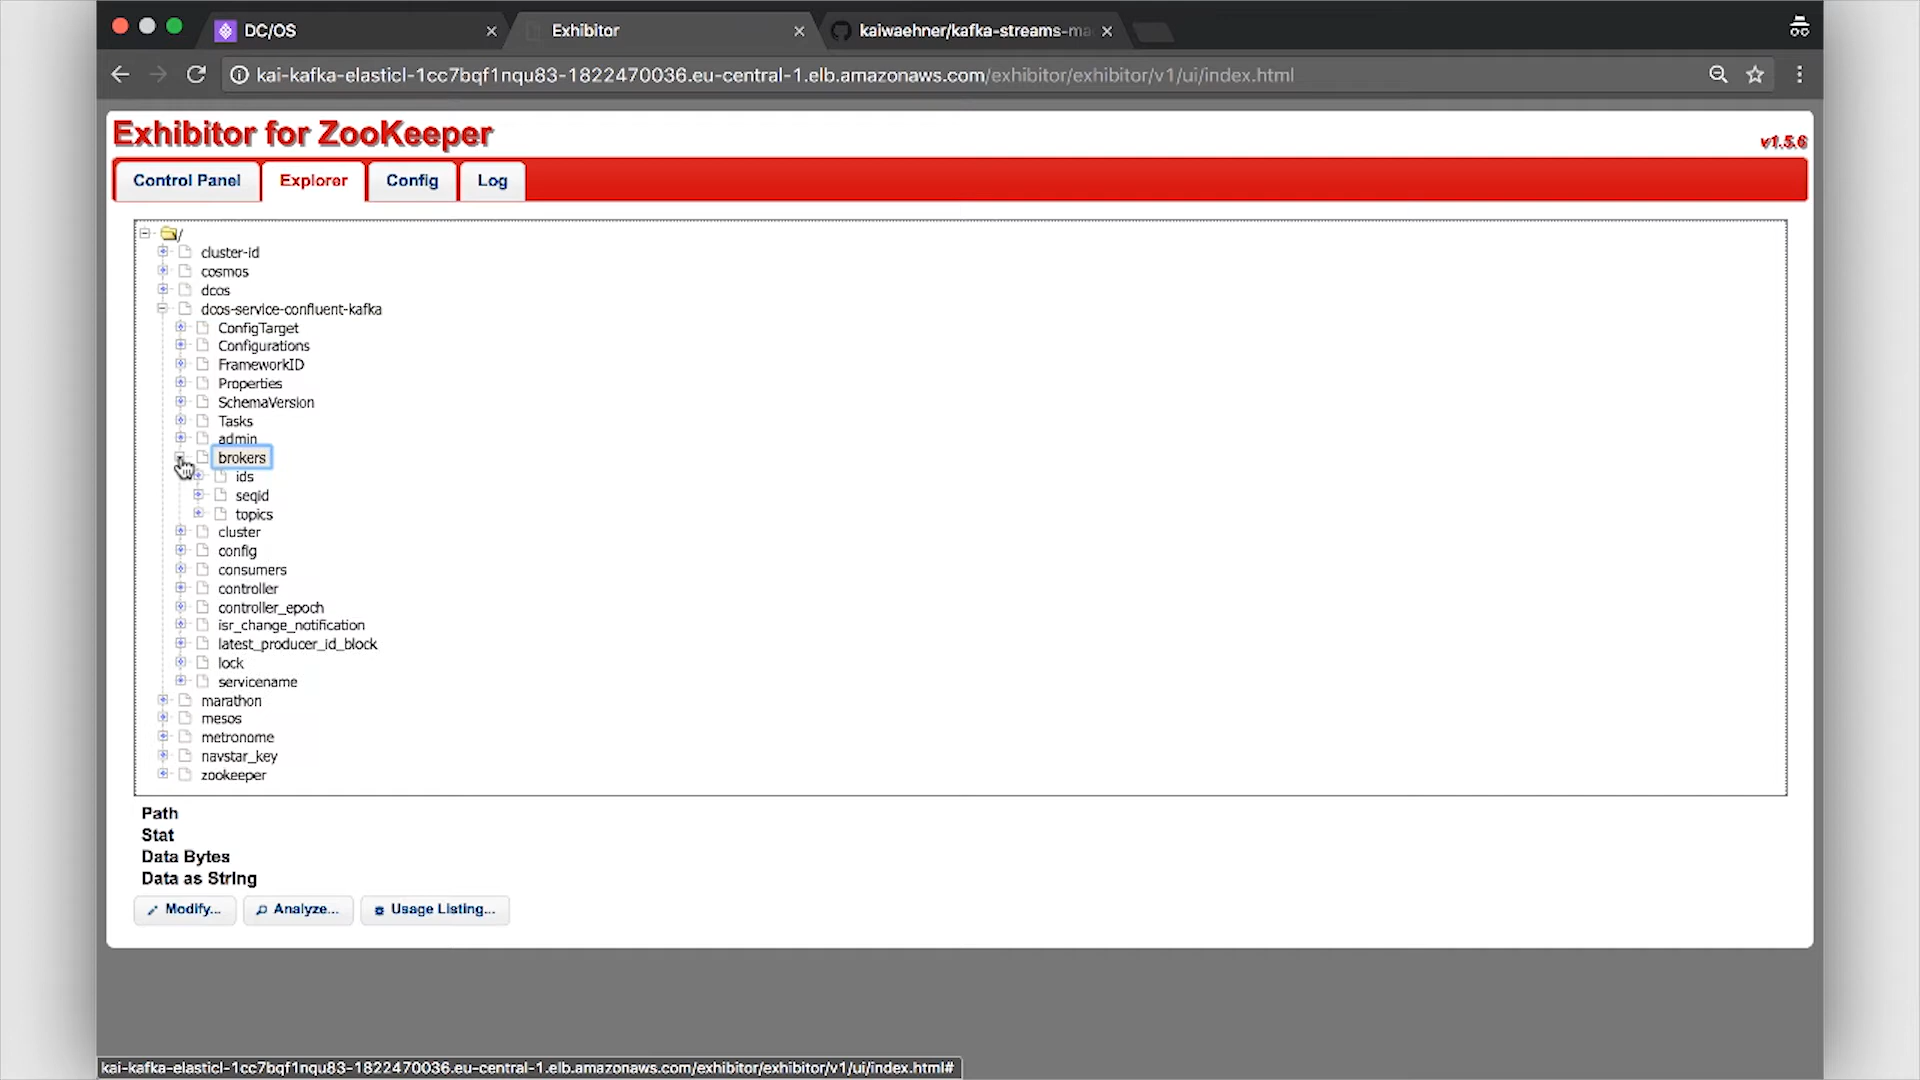 DC/OS
Exhibitor
kaiwaehner/kafka-streams-ma
kai-kafka-elasticl-1cc7bqf1nqu83-1822470036.eu-central-1.elb.amazonaws.com/exhibitor/exhibitor/v1/ui/index.html
Exhibitor for ZooKeeper
v1.5.6
Control Panel
Explorer
Config
Log
/
cluster-id
cosmos
dcos
dcos-service-confluent-kafka
ConfigTarget
Configurations
FrameworkID
Properties
SchemaVersion
Tasks
admin
brokers
ids
seqid
topics
cluster
config
consumers
controller
controller_epoch
isr_change_notification
latest_producer_id_block
lock
servicename
marathon
mesos
metronome
navstar_key
zookeeper
Path
Stat
Data Bytes
Data as String
Modify...
Analyze...
Usage Listing...
kai-kafka-elasticl-1cc7bqf1nqu83-1822470036.eu-central-1.elb.amazonaws.com/exhibitor/exhibitor/v1/ui/index.html#